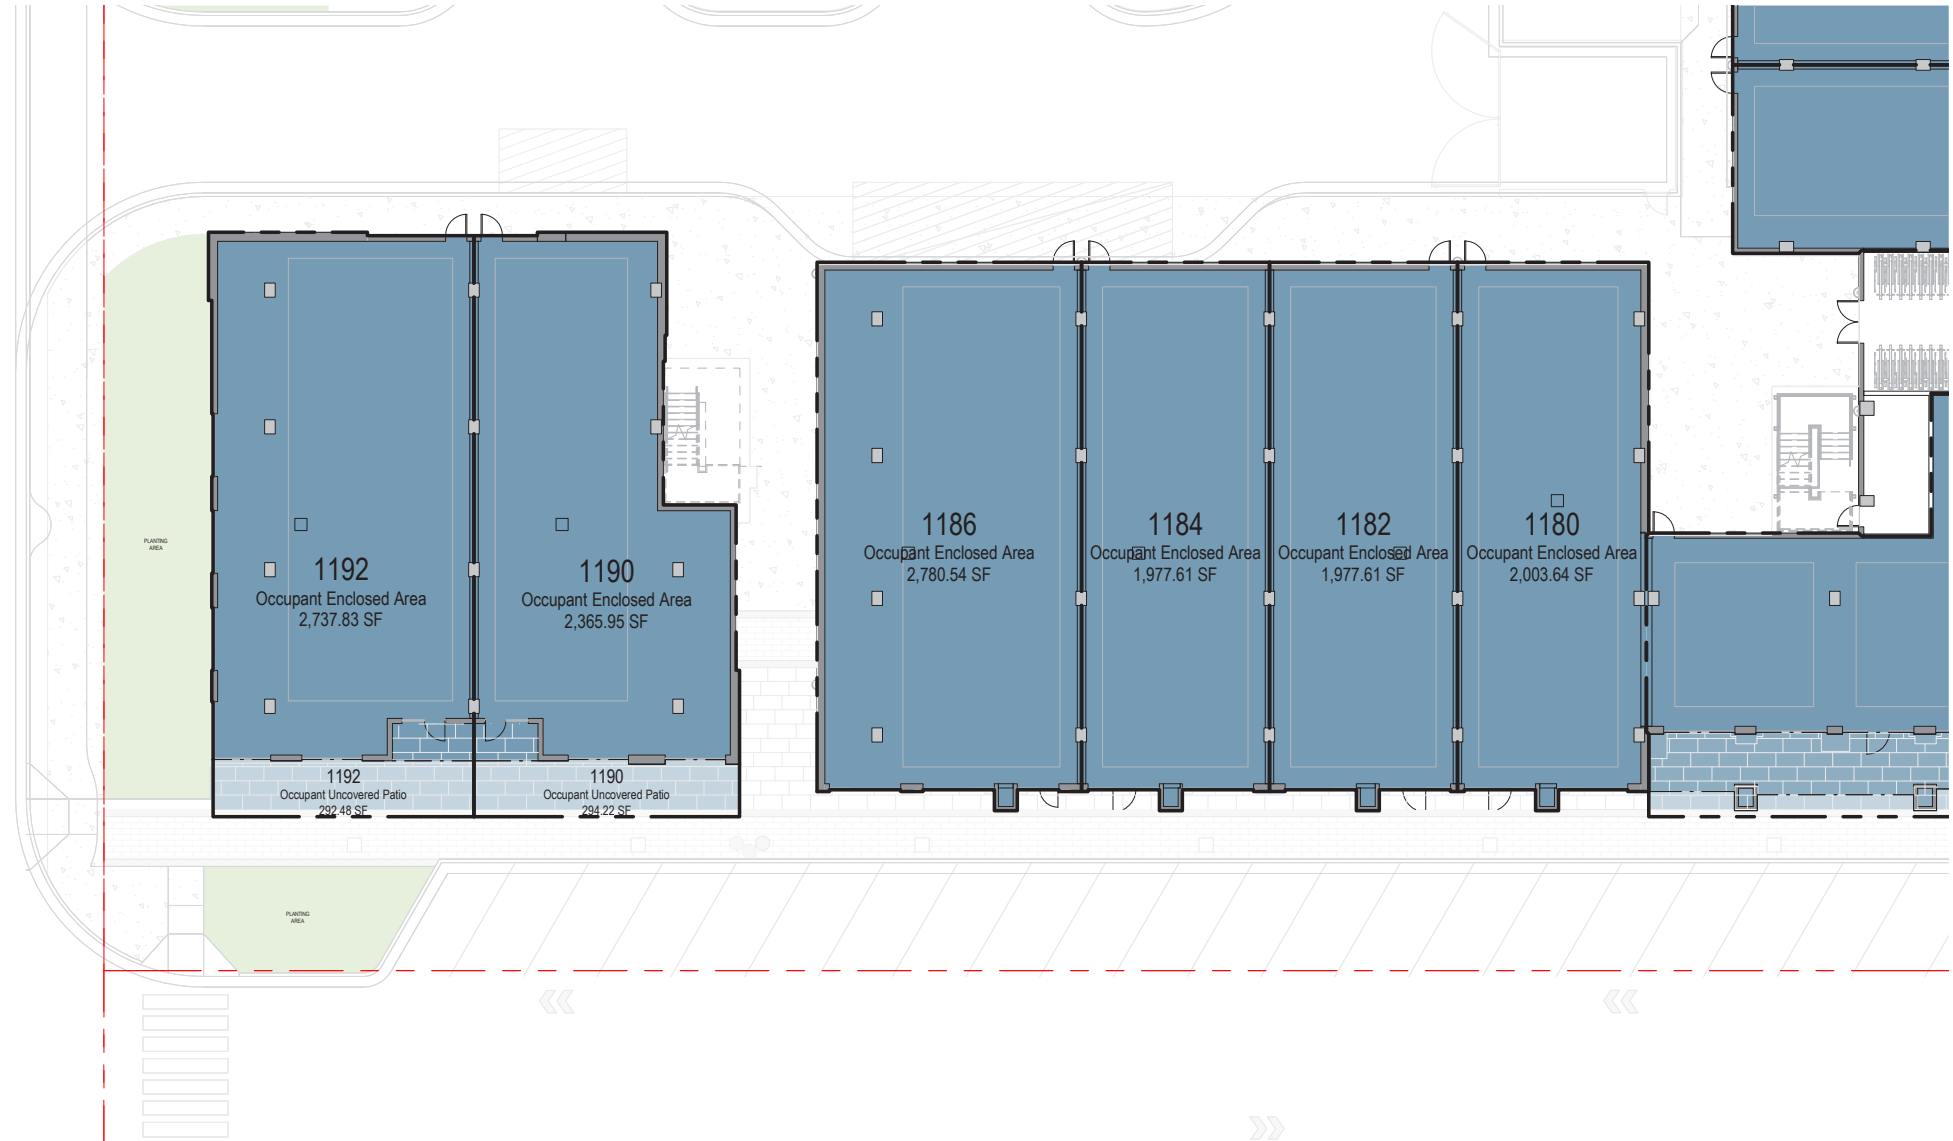 PLANTING
AREA
1192
Occupant Enclosed Area
2,737.83 SF
1190
Occupant Enclosed Area
2,365.95 SF
1186
Occupant Enclosed Area
2,780.54 SF
1184
Occupant Enclosed Area
1,977.61 SF
1182
Occupant Enclosed Area
1,977.61 SF
1180
Occupant Enclosed Area
2,003.64 SF
1192
Occupant Uncovered Patio
292.48 SF
1190
Occupant Uncovered Patio
294.22 SF
PLANTING
AREA